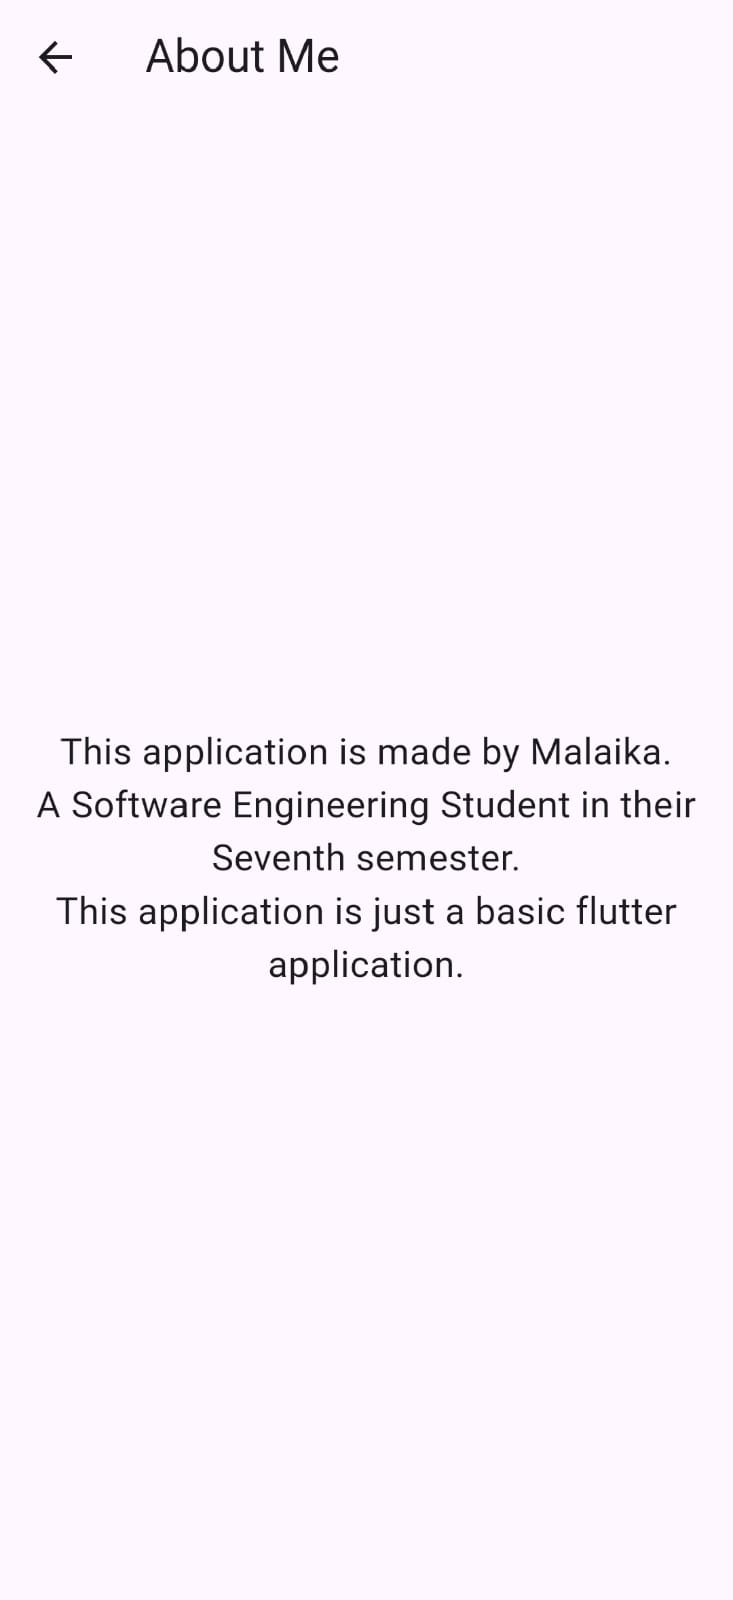 About Me
This application is made by Malaika.
A Software Engineering Student in their
Seventh semester.
This application is just a basic flutter
application.